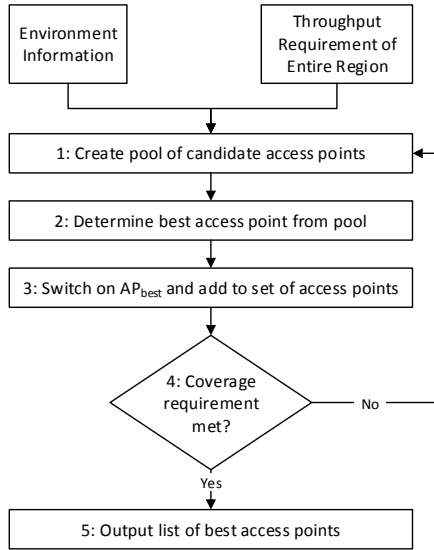 Environment
Information
Throughput
Requirement of
Entire Region
1: Create pool of candidate access points
2: Determine best access point from pool
3: Switch on APbest and add to set of access points
4: Coverage
requirement
met?
No
Yes
5: Output list of best access points